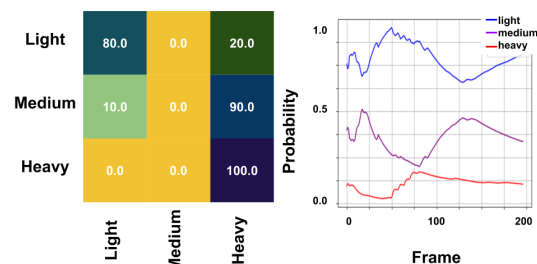 Light
80.0
0.0
20.0
Medium
10.0
0.0
90.0
Heavy
0.0
0.0
100.0
Light
Medium
Heavy
1.0
0.5
0.0
Probability
0
100
200
Frame
light
medium
heavy